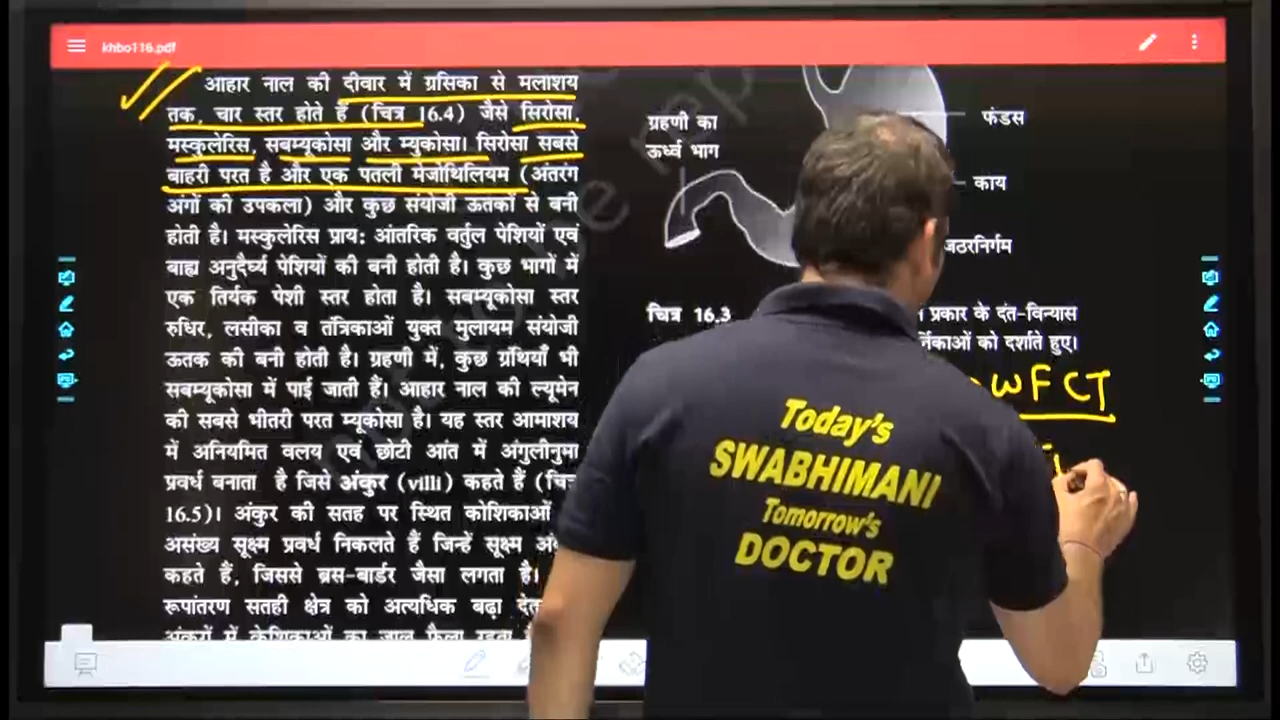 khbo116.pdf
आहार नाल की दीवार में ग्रसिका से मलाशय
तक, चार स्तर होते हैं (चित्र 16.4) जैसे सिरोसा,
मस्कुलेरिस, सबम्यूकोसा और म्युकोसा। सिरोसा सबसे
बाहरी परत है और एक पतली मेजोथिलियम (अंतरंग
अंगों की उपकला) और कुछ संयोजी ऊतकों से बनी
होती है। मस्कुलेरिस प्राय: आंतरिक वर्तुल पेशियों एवं
बाह्य अनुदैर्घ्य पेशियों की बनी होती है। कुछ भागों में
एक तिर्यक पेशी स्तर होता है। सबम्यूकोसा स्तर
रुधिर, लसीका व तंत्रिकाओं युक्त मुलायम संयोजी
ऊतक की बनी होती है। ग्रहणी में, कुछ ग्रंथियाँ भी
सबम्यूकोसा में पाई जाती हैं। आहार नाल की ल्यूमेन
की सबसे भीतरी परत म्यूकोसा है। यह स्तर आमाशय
में अनियमित वलय एवं छोटी आंत में अंगुलीनुमा
प्रवर्ध बनाता है जिसे अंकुर (villi) कहते हैं (चित्र
16.5)। अंकुर की सतह पर स्थित कोशिकाओं
असंख्य सूक्ष्म प्रवर्ध निकलते हैं जिन्हें सूक्ष्म
कहते हैं, जिससे ब्रस-बार्डर जैसा लगता है।
रूपांतरण सतही क्षेत्र को अत्यधिक बढ़ा
अंकुरों में केशिकाओं का जाल फैला रहता
ग्रहणी का
ऊर्ध्व भाग
फंडस
काय
जठरनिर्गम
चित्र 16.3
प्रकार के दंत-विन्यास
को दर्शाते हुए।
WFCT
Today's
SWABHIMANI
Tomorrow's
DOCTOR